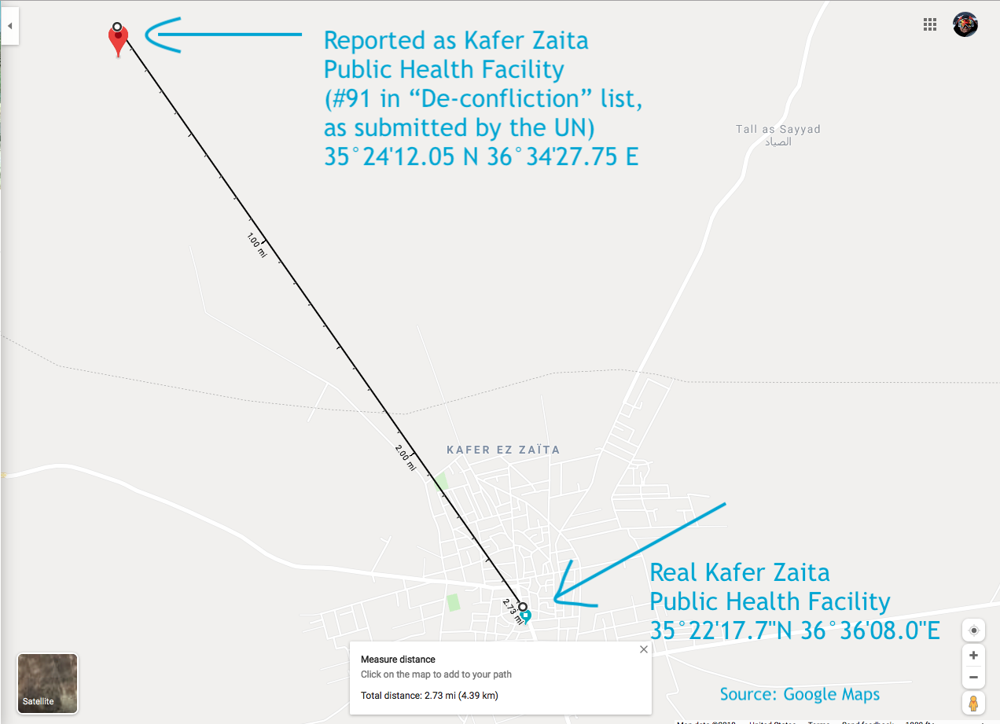 Reported as Kafer Zaita
Public Health Facility
(#91 in “De-confliction” list,
as submitted by the UN)
35°24'12.05 N 36°34'27.75 E
Tall as Sayyad
الصياد
1.00 mi
2.00 mi
KAFER EZ ZAÏTA
2.73 mi
Real Kafer Zaita
Public Health Facility
35°22'17.7"N 36°36'08.0"E
Measure distance
Click on the map to add to your path
Total distance: 2.73 mi (4.39 km)
Satellite
Source: Google Maps